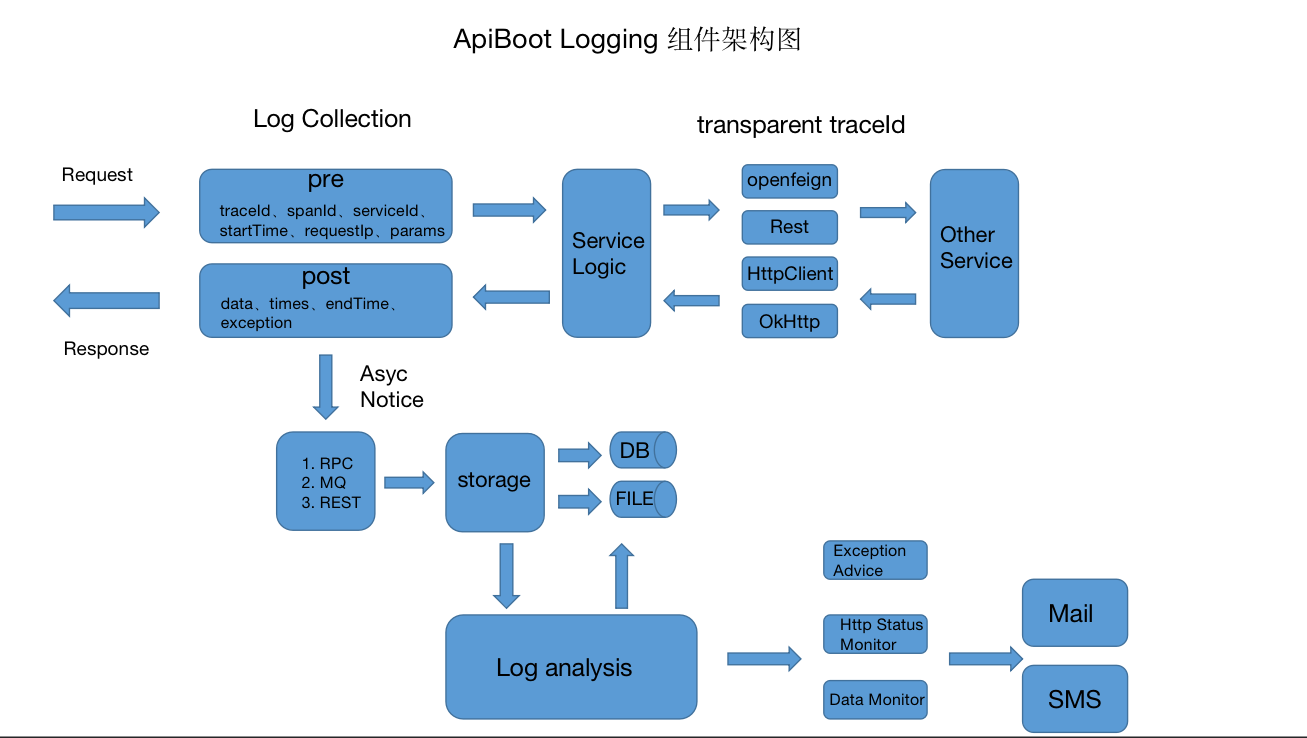 ApiBoot Logging 组件架构图
Log Collection
transparent traceId
Request
pre
traceId、spanId、serviceId、
startTime、requestIp、params
post
data、times、endTime、
exception
Response
Service
Logic
openfeign
Rest
HttpClient
OkHttp
Other
Service
Asyc
Notice
1. RPC
2. MQ
3. REST
storage
DB
FILE
Log analysis
Exception
Advice
Http Status
Monitor
Data Monitor
Mail
SMS